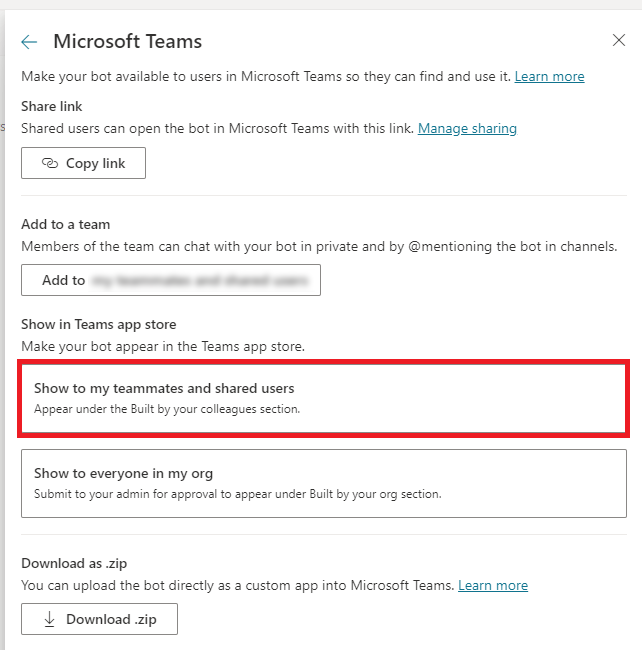 Microsoft Teams
Make your bot available to users in Microsoft Teams so they can find and use it. Learn more
Share link
Shared users can open the bot in Microsoft Teams with this link. Manage sharing
Copy link
Add to a team
Members of the team can chat with your bot in private and by @mentioning the bot in channels.
Add to
Show in Teams app store
Make your bot appear in the Teams app store.
Show to my teammates and shared users
Appear under the Built by your colleagues section.
Show to everyone in my org
Submit to your admin for approval to appear under Built by your org section.
Download as .zip
You can upload the bot directly as a custom app into Microsoft Teams. Learn more
Download .zip